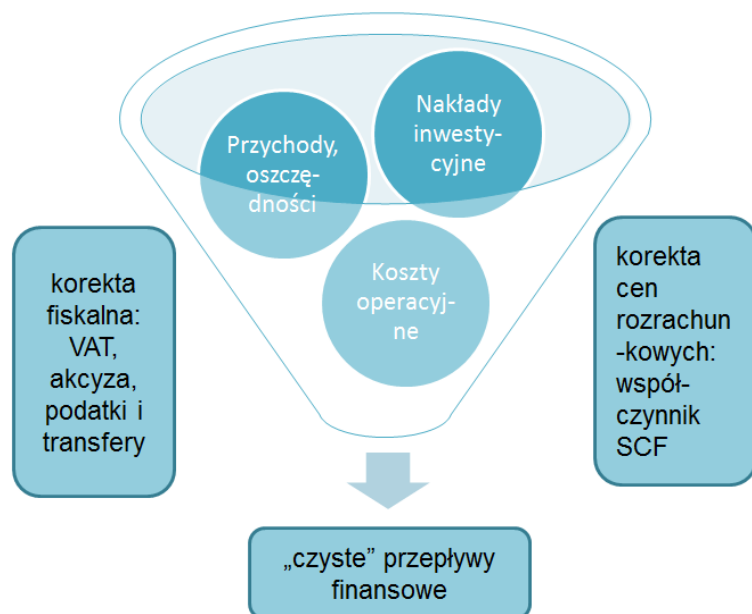 Nakłady
inwesty-
cyjne
Przychody,
oszczę-
dności
Koszty
operacyj-
ne
korekta
fiskalna:
VAT,
akcyza,
podatki i
transfery
korekta
cen
rozrachun
-kowych:
współ-
czynnik
SCF
„czyste” przepływy
finansowe